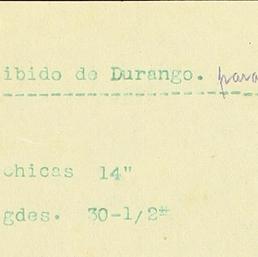 ibido de Durango. para
chicas 14"
gdes. 30-1/2#